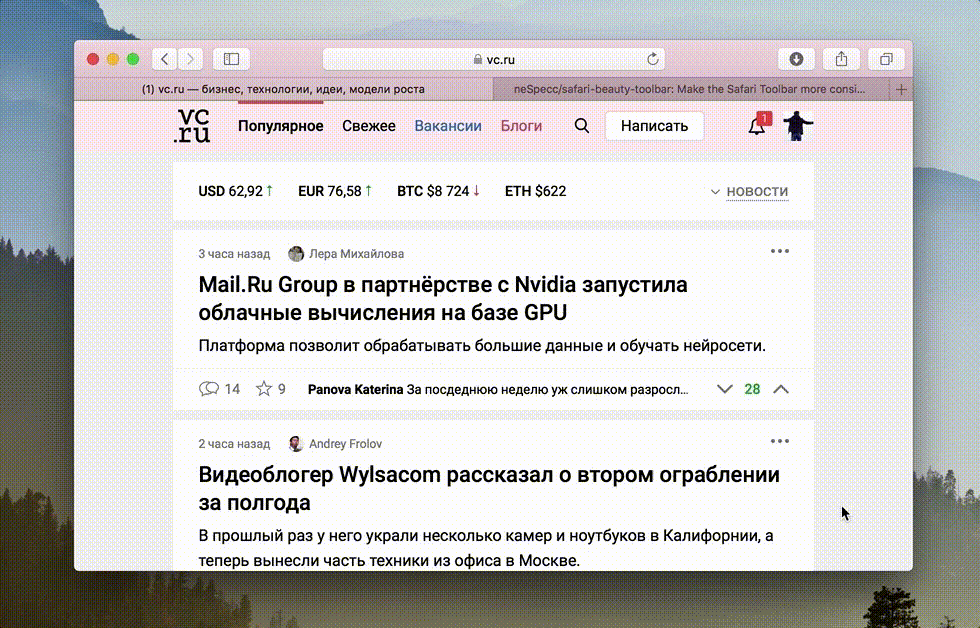 vc.ru
(1) vc.ru — бизнес, технологии, идеи, модели роста
neSpecc/safari-beauty-toolbar: Make the Safari Toolbar more consi...
vc
.ru
Популярное Свежее Вакансии Блоги Написать 1
USD 62,92 ↑ EUR 76,58 ↑ BTC $8 724 ↓ ETH $622 НОВОСТИ
3 часа назад Лера Михайлова
Mail.Ru Group в партнёрстве с Nvidia запустила
облачные вычисления на базе GPU
Платформа позволит обрабатывать большие данные и обучать нейросети.
14 9 Panova Katerina За поседнюю неделю уж слишком разросл... 28
2 часа назад Andrey Frolov
Видеоблогер Wylsacom рассказал о втором ограблении
за полгода
В прошлый раз у него украли несколько камер и ноутбуков в Калифорнии, а
теперь вынесли часть техники из офиса в Москве.